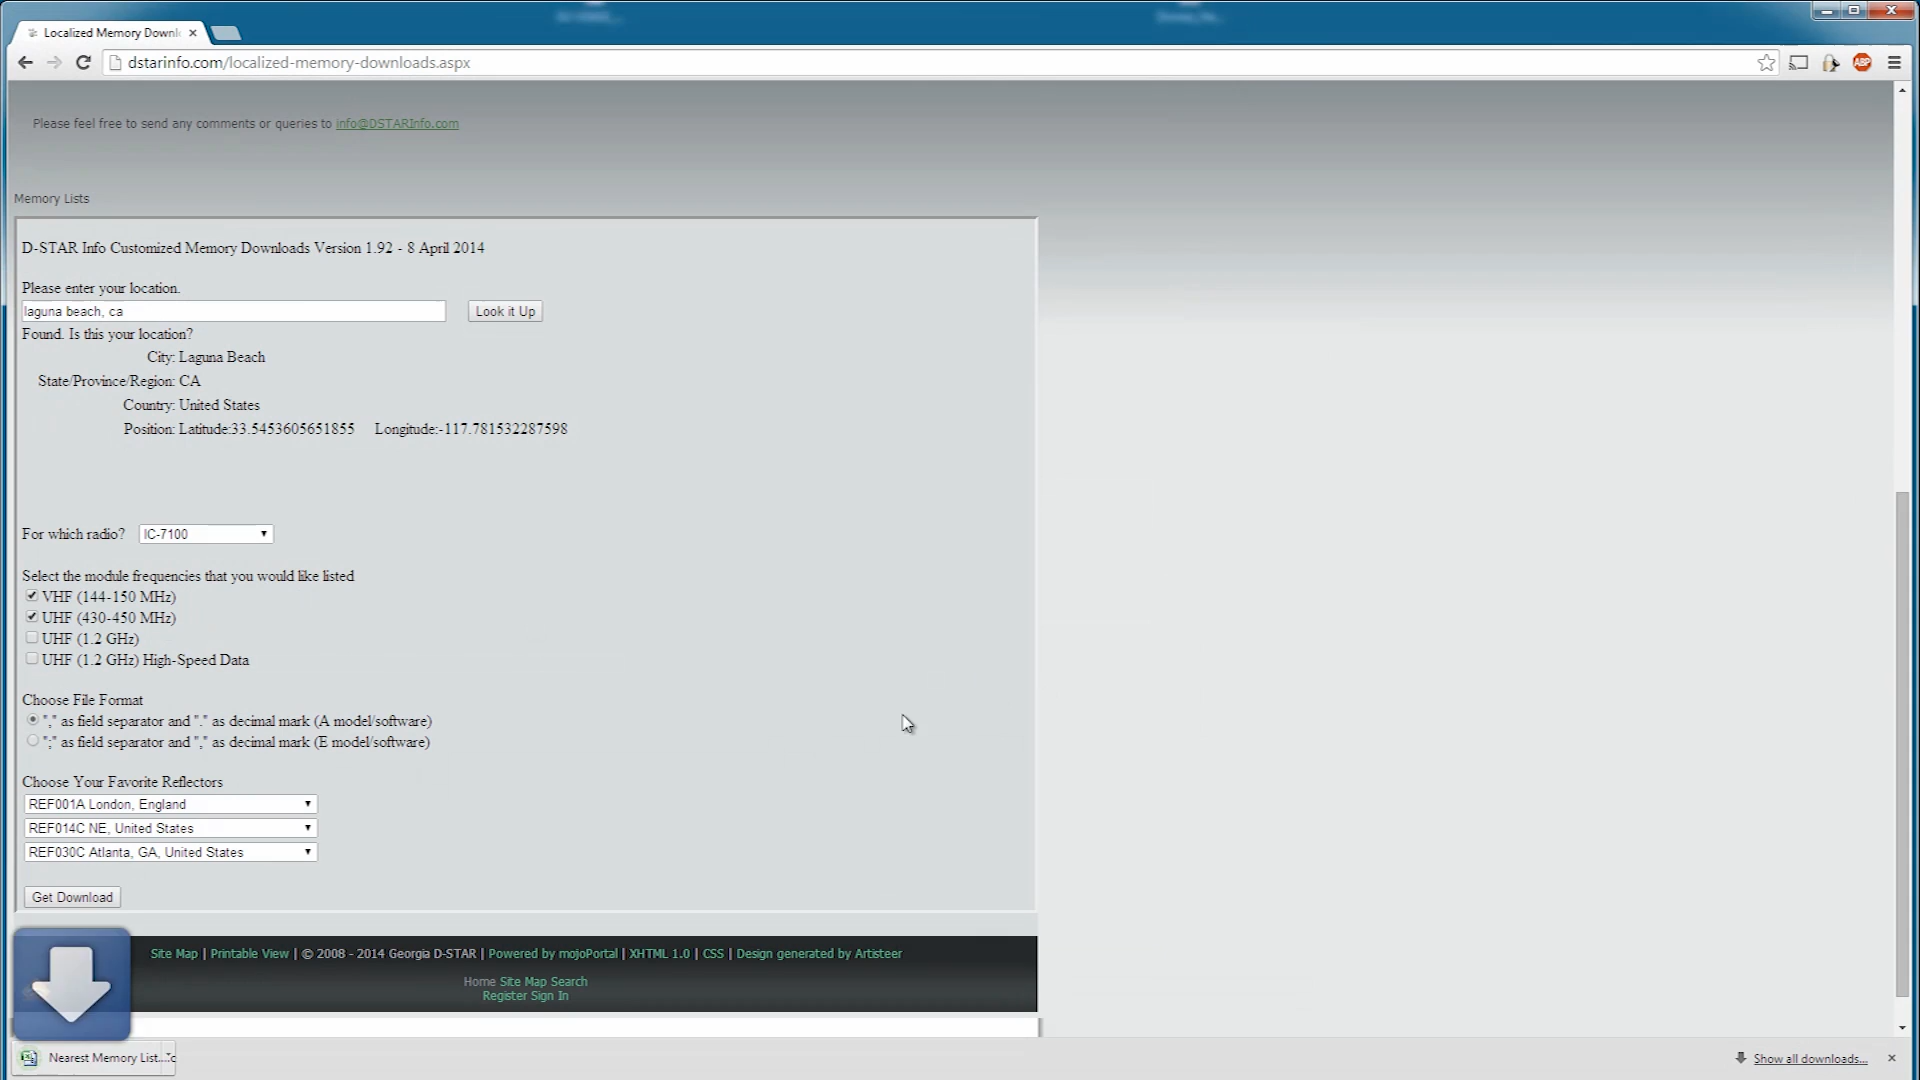 Localized Memory Downl
dstarinfo.com/localized-memory-downloads.aspx
ABP
Please feel free to send any comments or queries to info@DSTARInfo.com
Memory Lists
D-STAR Info Customized Memory Downloads Version 1.92 - 8 April 2014
Please enter your location.
laguna beach, ca
Look it Up
Found. Is this your location?
City: Laguna Beach
State/Province/Region: CA
Country: United States
Position: Latitude:33.5453605651855 Longitude:-117.781532287598
For which radio? IC-7100
Select the module frequencies that you would like listed
VHF (144-150 MHz)
UHF (430-450 MHz)
UHF (1.2 GHz)
UHF (1.2 GHz) High-Speed Data
Choose File Format
"," as field separator and "." as decimal mark (A model/software)
";" as field separator and "," as decimal mark (E model/software)
Choose Your Favorite Reflectors
REF001A London, England
REF014C NE, United States
REF030C Atlanta, GA, United States
Get Download
Site Map | Printable View | © 2008 - 2014 Georgia D-STAR | Powered by mojoPortal | XHTML 1.0 | CSS | Design generated by Artisteer
Home Site Map Search
Register Sign In
Nearest Memory List...
Show all downloads...